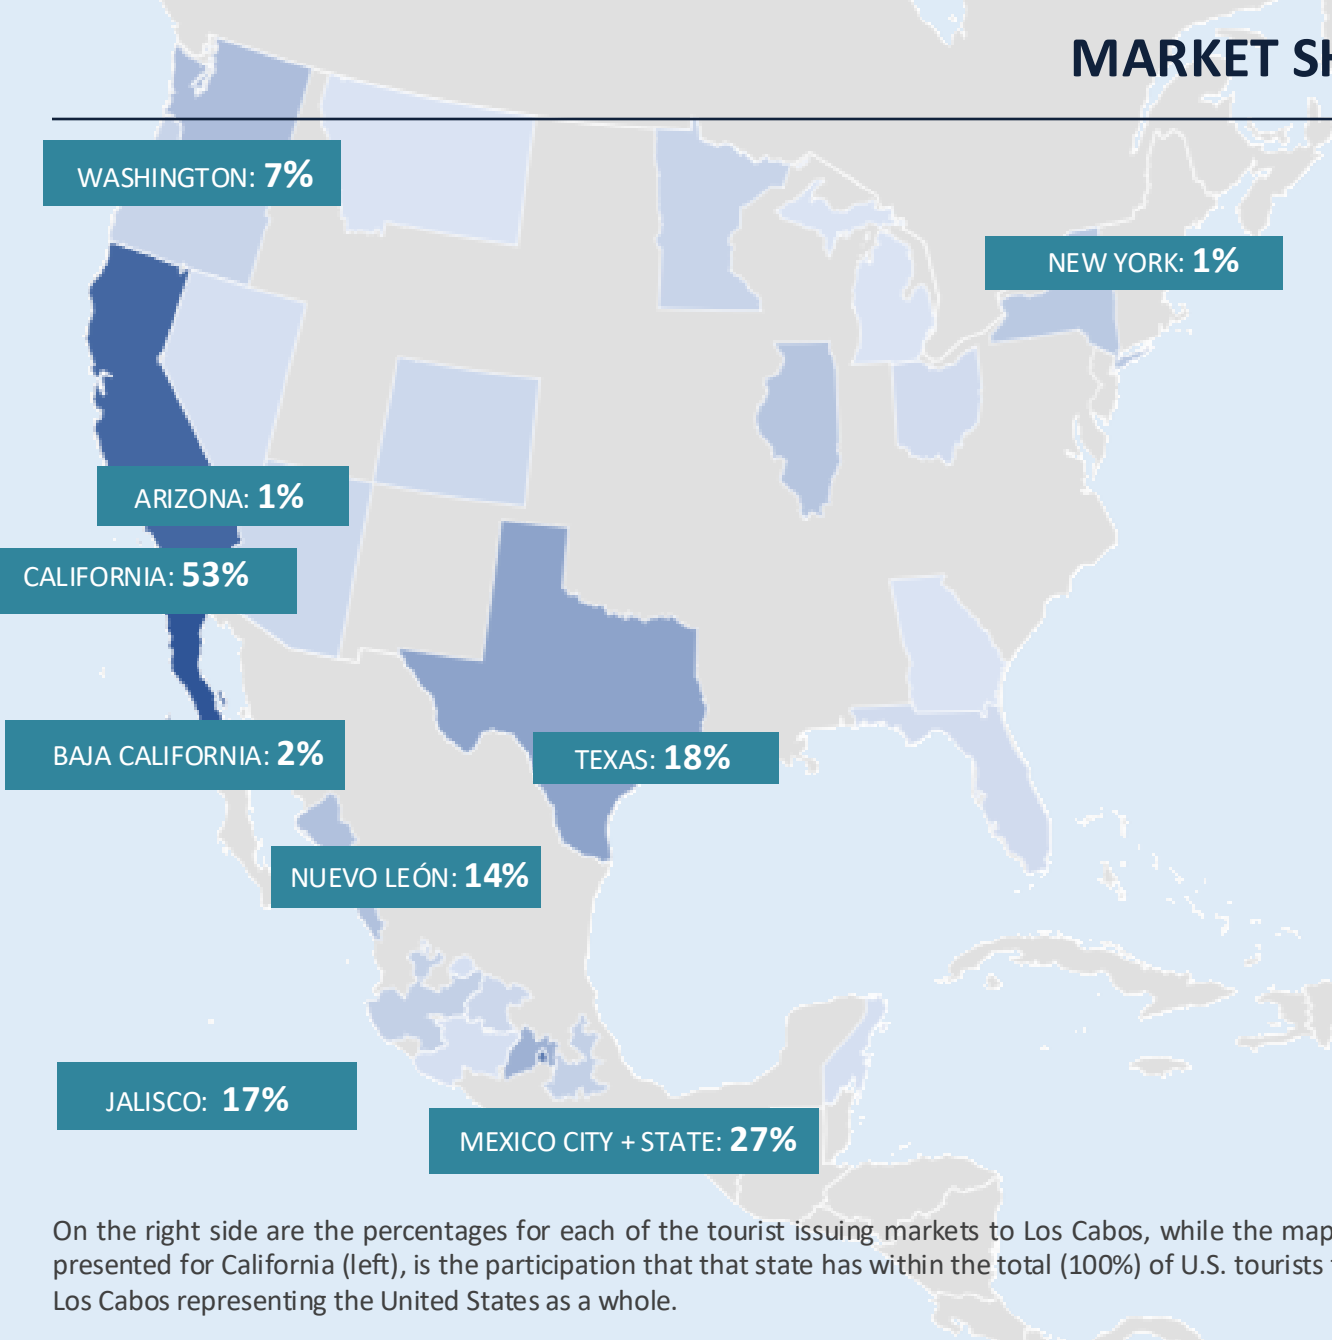 MARKET SH
WASHINGTON: 7%
NEW YORK: 1%
ARIZONA: 1%
CALIFORNIA: 53%
BAJA CALIFORNIA: 2%
TEXAS: 18%
NUEVO LEÓN: 14%
JALISCO: 17%
MEXICO CITY + STATE: 27%
On the right side are the percentages for each of the tourist issuing markets to Los Cabos, while the map
presented for California (left), is the participation that that state has within the total (100%) of U.S. tourists
Los Cabos representing the United States as a whole.